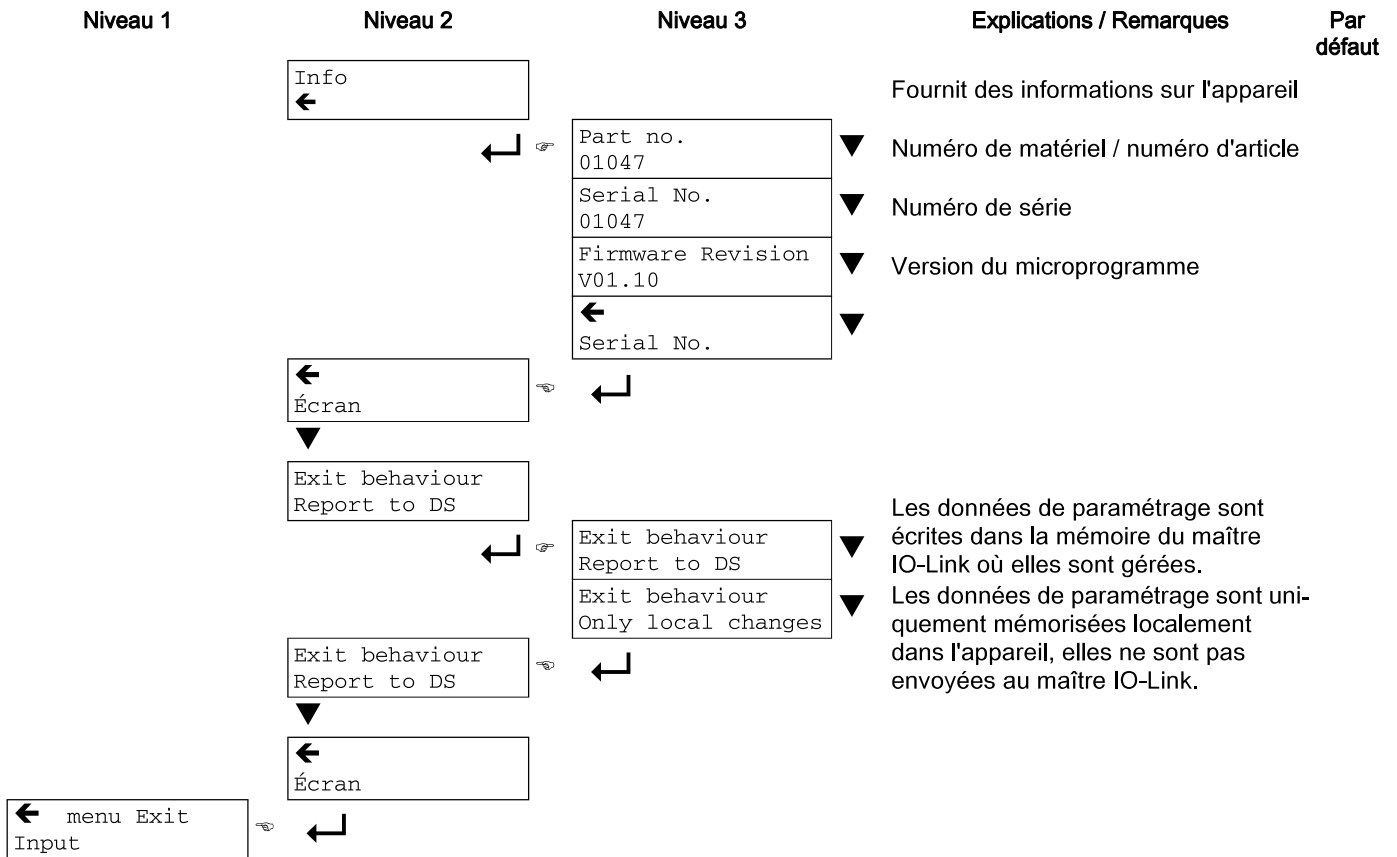 Niveau 1 Niveau 2 Niveau 3 Explications / Remarques Par
défaut
Info
←
Fournit des informations sur l'appareil
Part no.
01047
Numéro de matériel / numéro d'article
Serial No.
01047
Numéro de série
Firmware Revision
V01.10
Version du microprogramme
←
Serial No.
←
Écran
Exit behaviour
Report to DS
Exit behaviour
Report to DS
Les données de paramétrage sont
écrites dans la mémoire du maître
IO-Link où elles sont gérées.
Exit behaviour
Only local changes
Les données de paramétrage sont uni-
quement mémorisées localement
dans l'appareil, elles ne sont pas
envoyées au maître IO-Link.
Exit behaviour
Report to DS
←
Écran
← menu Exit
Input